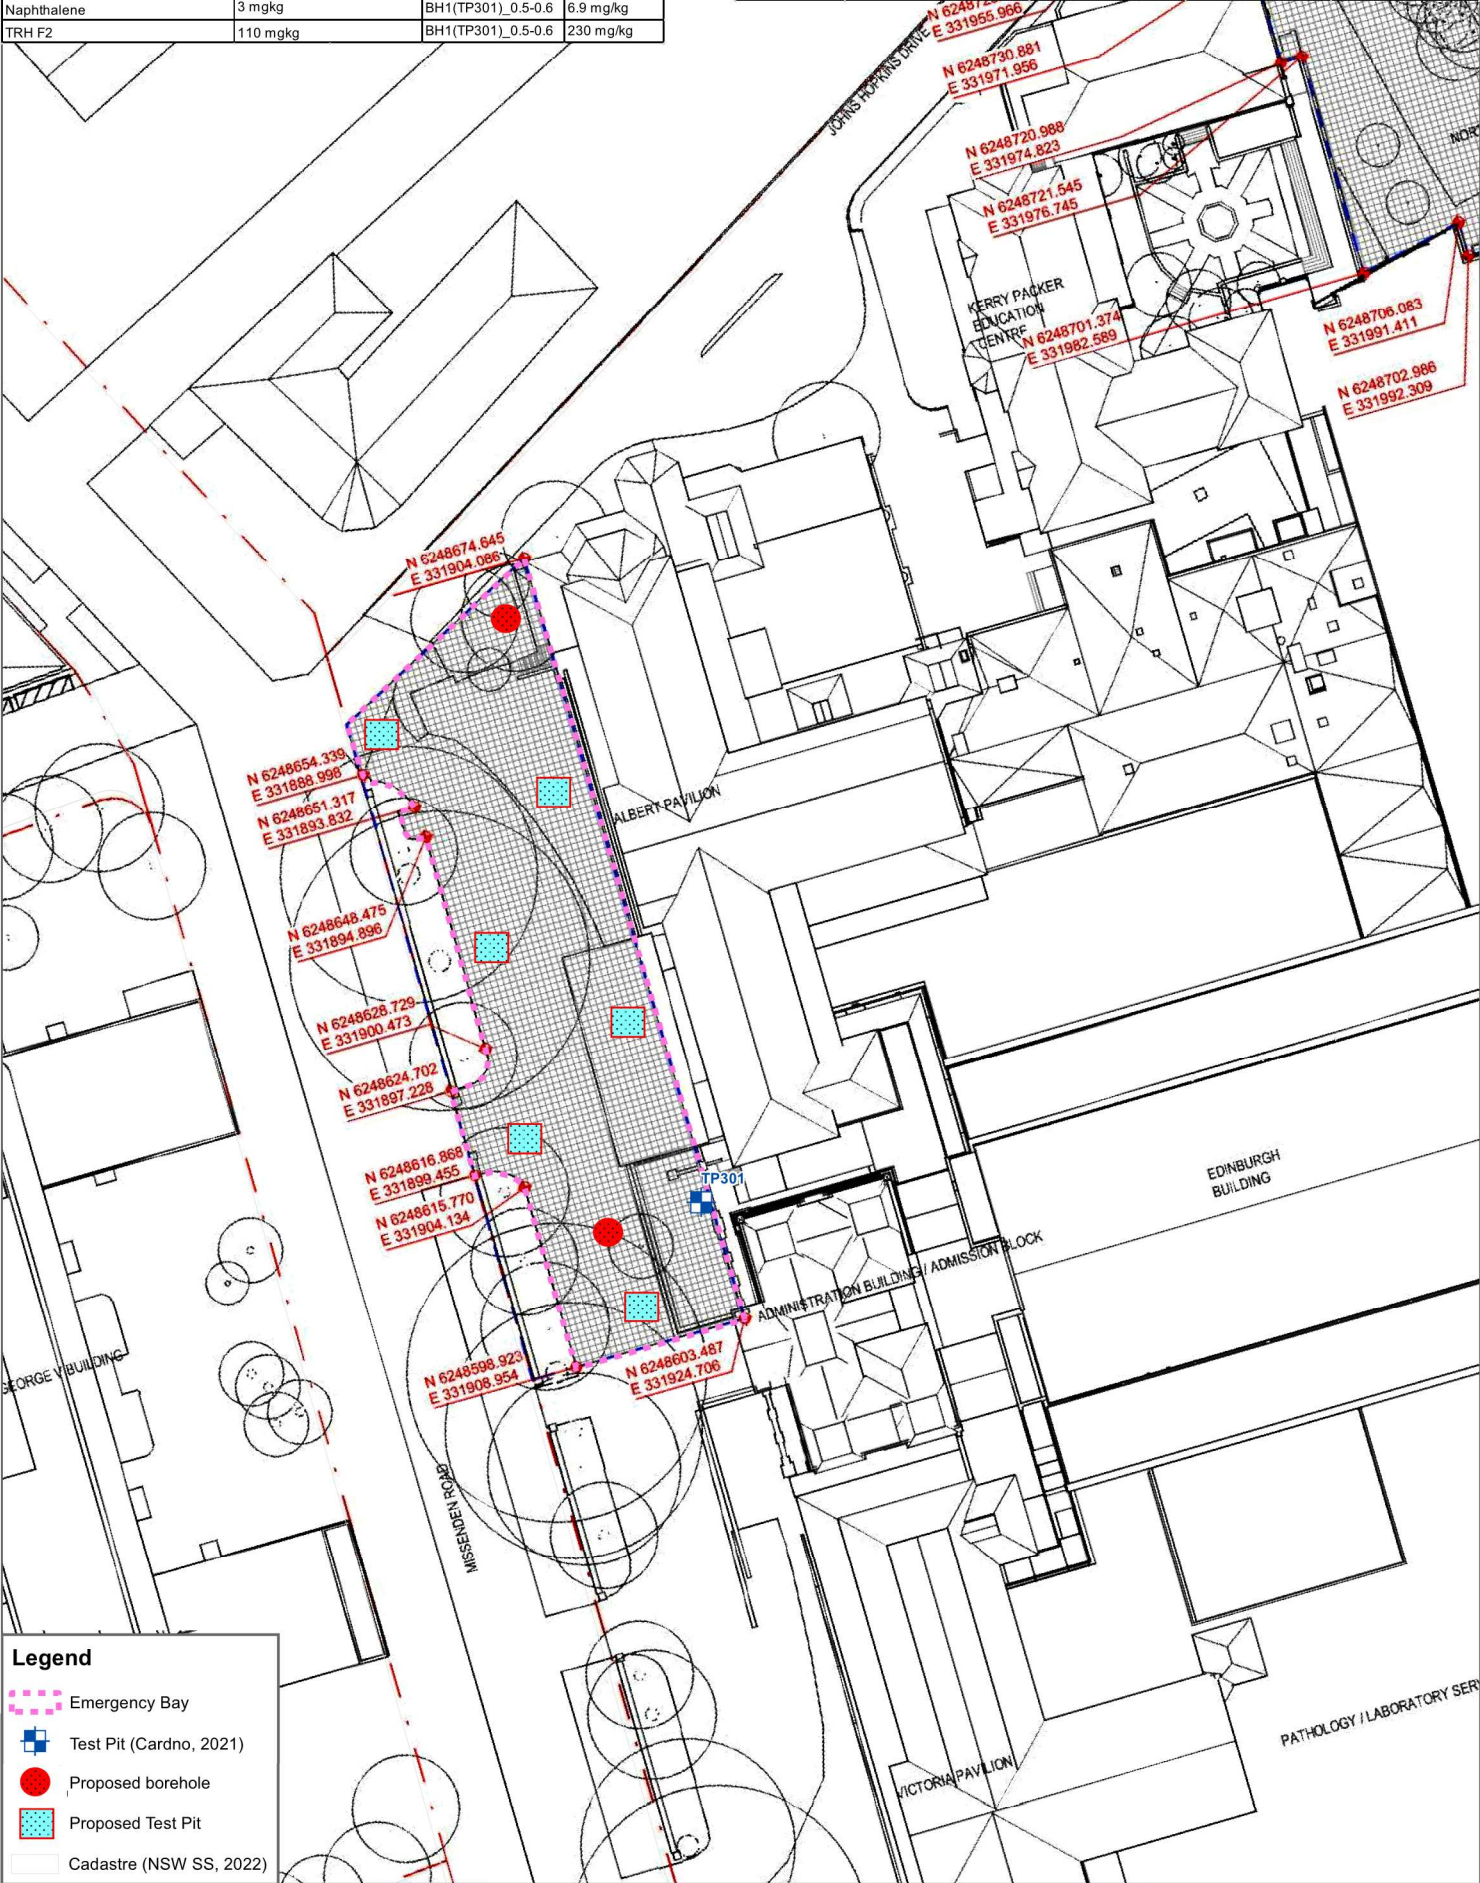 Naphthalene 3 mgkg BH1(TP301)_0.5-0.6 6.9 mg/kg
TRH F2 110 mgkg BH1(TP301)_0.5-0.6 230 mg/kg
E 331955.966
JOHNS HOPKINS DRIVE
N 6248730.881
E 331971.956
N 6248720.988
E 331974.823
N 6248721.545
E 331976.745
KERRY PACKER
EDUCATION
CENTRE
N 6248701.374
E 331982.589
N 6248706.083
E 331991.411
N 6248702.986
E 331992.309
N 6248674.645
E 331904.086
N 6248654.339
E 331888.998
N 6248651.317
E 331893.832
ALBERT PAVILION
N 6248648.475
E 331894.896
N 6248628.729
E 331900.473
N 6248624.702
E 331897.228
N 6248616.868
E 331899.455
N 6248615.770
E 331904.134
TP301
EDINBURGH
BUILDING
ADMINISTRATION BUILDING / ADMISSION BLOCK
N 6248598.923
E 331908.954
N 6248603.487
E 331924.706
GEORGE V BUILDING
MISSENDEN ROAD
VICTORIA PAVILION
PATHOLOGY / LABORATORY SER
Legend
Emergency Bay
Test Pit (Cardno, 2021)
Proposed borehole
Proposed Test Pit
Cadastre (NSW SS, 2022)